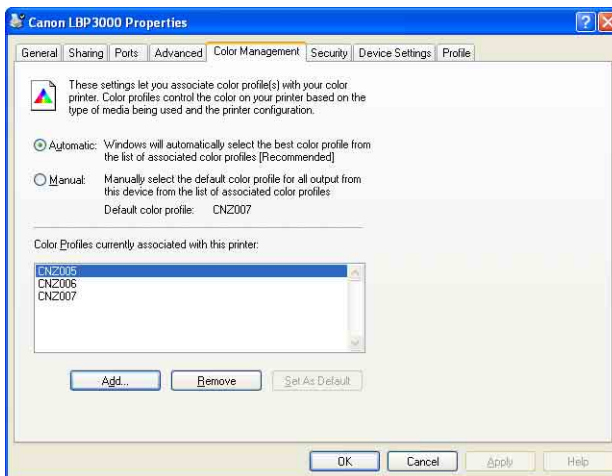 Canon LBP3000 Properties
General Sharing Ports Advanced Color Management Security Device Settings Profile
These settings let you associate color profile(s) with your color
printer. Color profiles control the color on your printer based on the
type of media being used and the printer configuration.
Automatic: Windows will automatically select the best color profile from
the list of associated color profiles [Recommended]
Manual: Manually select the default color profile for all output from
this device from the list of associated color profiles
Default color profile: CNZ007
Color Profiles currently associated with this printer:
CNZ005
CNZ006
CNZ007
Add... Remove Set As Default
OK Cancel Apply Help